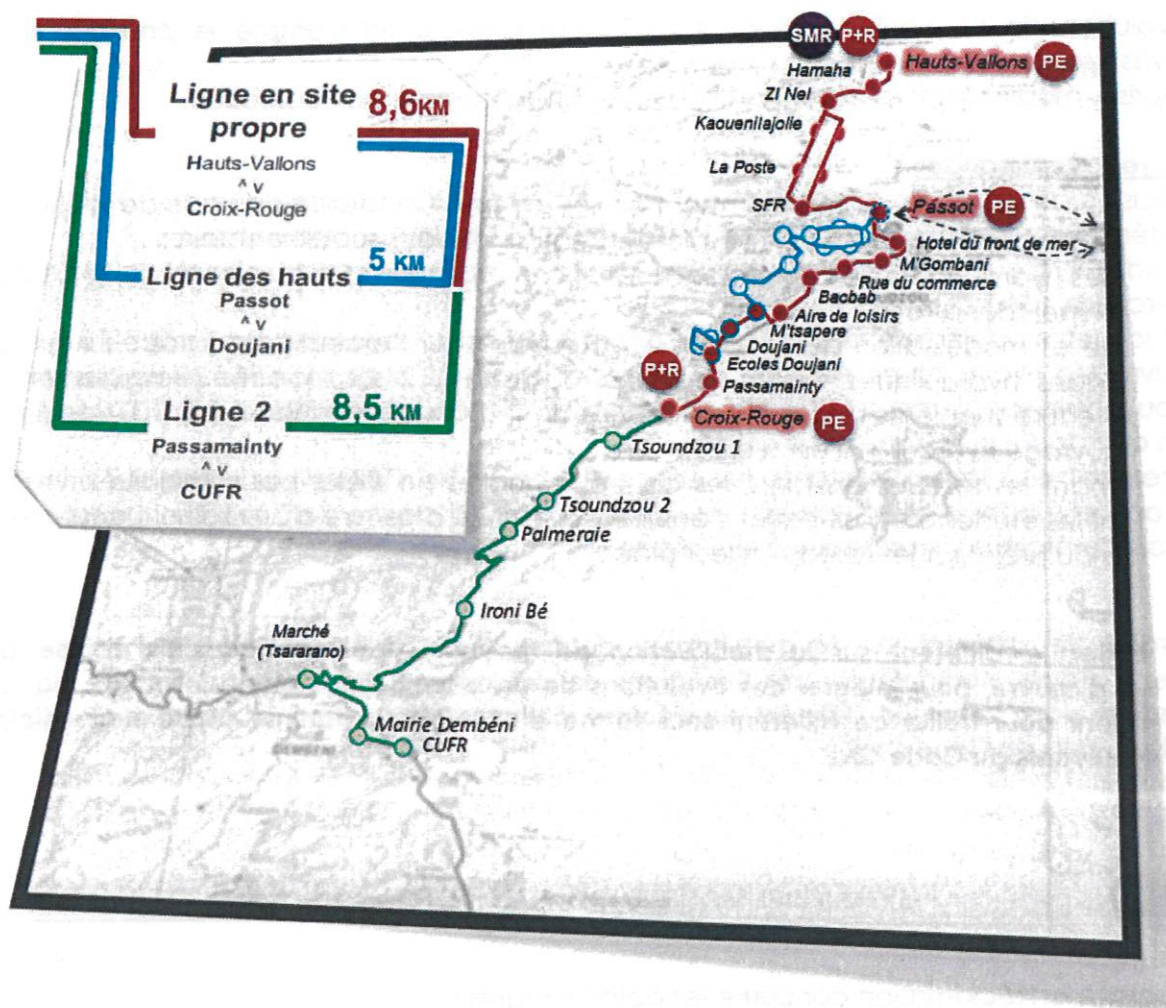 Ligne en site
propre
8,6KM
Hauts-Vallons
^ v
Croix-Rouge
Ligne des hauts
5 KM
Passot
^ v
Doujani
Ligne 2
8,5 KM
Passamainty
^ v
CUFR
SMR
P+R
Hamaha
Hauts-Vallons
PE
ZI Nel
Kaouenilajolie
La Poste
SFR
Passot
PE
Hotel du front de mer
M'Gombani
Rue du commerce
Baobab
Aire de loisirs
M'tsapere
Doujani
Ecoles Doujani
P+R
Passamainty
Croix-Rouge
PE
Tsoundzou 1
Tsoundzou 2
Palmeraie
Ironi Bé
Marché
(Tsararano)
Mairie Dembéni
CUFR